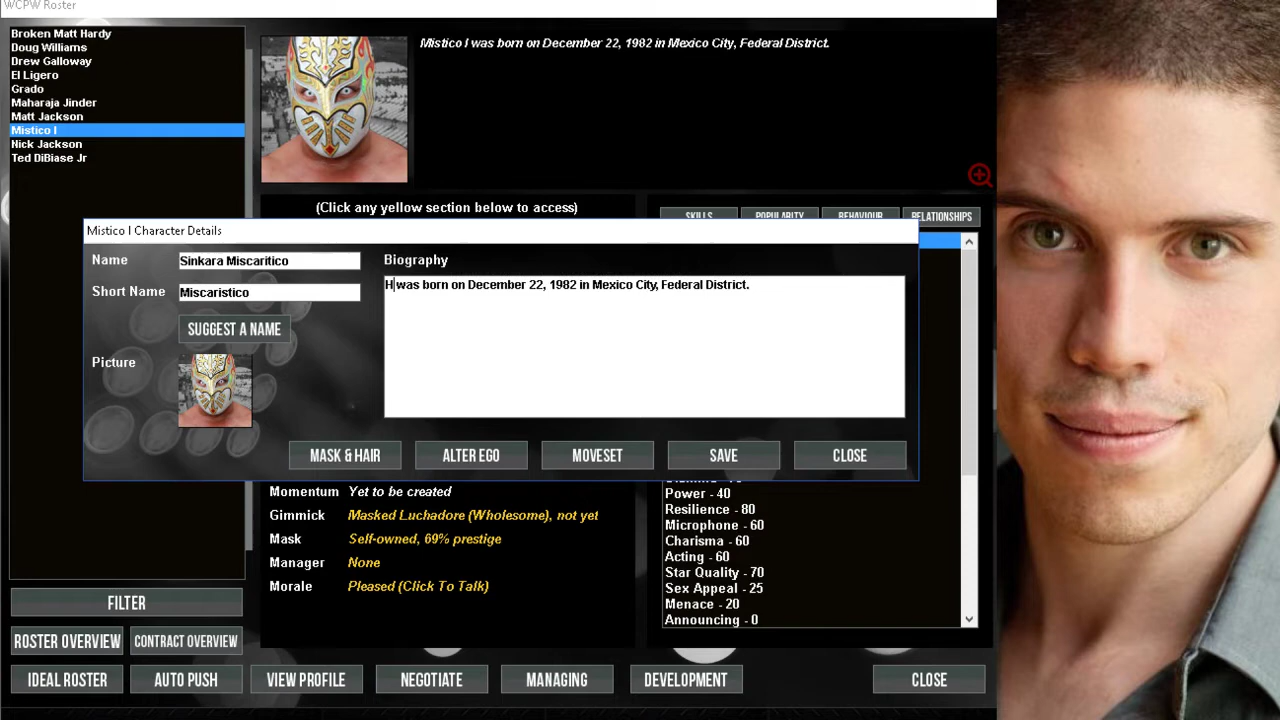 WCPW Roster
Broken Matt Hardy
Doug Williams
Drew Galloway
El Ligero
Grado
Maharaja Jinder
Matt Jackson
Mistico I
Nick Jackson
Ted DiBiase Jr
Mistico I was born on December 22, 1982 in Mexico City, Federal District.
(Click any yellow section below to access)
SKILLS POPULARITY BEHAVIOUR RELATIONSHIPS
Mistico I Character Details
Name Sinkara Miscaritico
Short Name Miscaristico
SUGGEST A NAME
Picture
Biography
H was born on December 22, 1982 in Mexico City, Federal District.
MASK & HAIR ALTER EGO MOVESET SAVE CLOSE
Momentum Yet to be created
Gimmick Masked Luchadore (Wholesome), not yet
Mask Self-owned, 69% prestige
Manager None
Morale Pleased (Click To Talk)
Power - 40
Resilience - 80
Microphone - 60
Charisma - 60
Acting - 60
Star Quality - 70
Sex Appeal - 25
Menace - 20
Announcing - 0
FILTER
ROSTER OVERVIEW CONTRACT OVERVIEW
IDEAL ROSTER AUTO PUSH VIEW PROFILE NEGOTIATE MANAGING DEVELOPMENT CLOSE